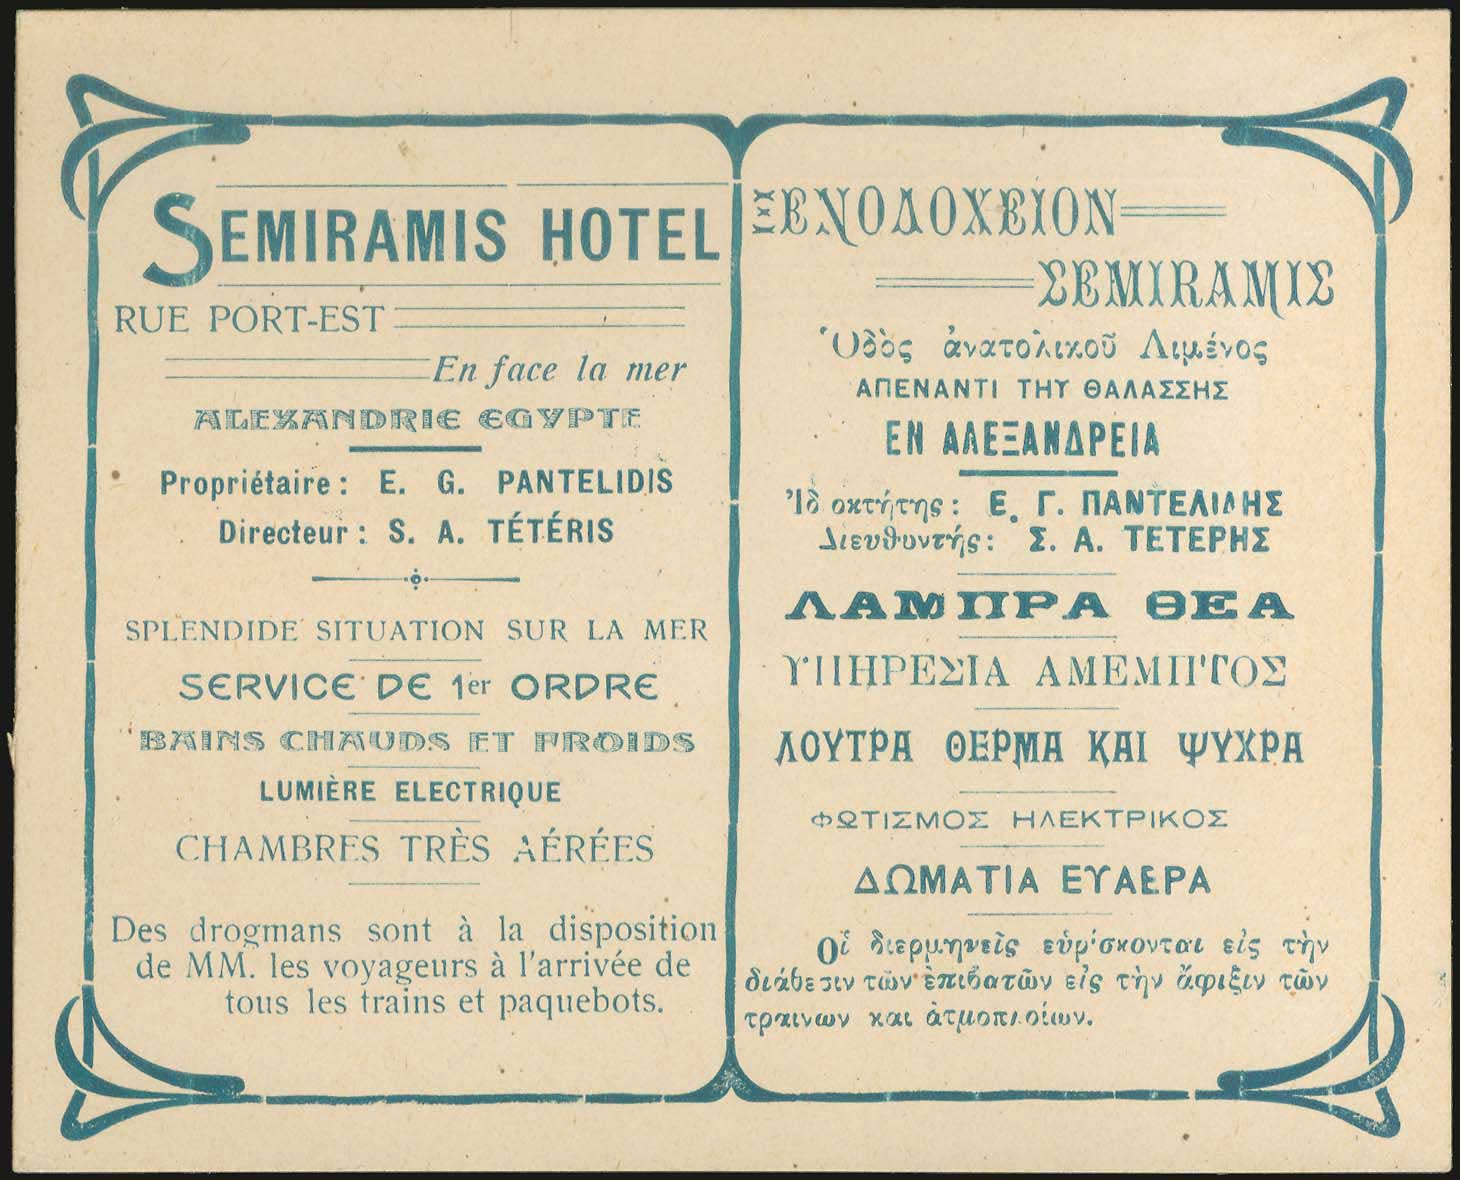 SEMIRAMIS HOTEL
RUE PORT-EST
En face la mer
ALEXANDRIE EGYPTE
Propriétaire : E. G. PANTELIDIS
Directeur : S. A. TÉTÉRIS
SPLENDIDE SITUATION SUR LA MER
SERVICE DE 1er ORDRE
BAINS CHAUDS ET FROIDS
LUMIÈRE ELECTRIQUE
CHAMBRES TRÈS AÉRÉES
Des drogmans sont à la disposition
de MM. les voyageurs à l'arrivée de
tous les trains et paquebots.
ΞΕΝΟΔΟΧΕΙΟΝ
ΣΕΜΙRΑΜΙΣ
Ὁδὸς ἀνατολικοῦ Λιμένος
ΑΠΕΝΑΝΤΙ ΤΗΥ ΘΑΛΑΣΣΗΣ
ΕΝ ΑΛΕΞΑΝΔΡΕΙΑ
Ἰδιοκτήτης : Ε. Γ. ΠΑΝΤΕΛΙΔΗΣ
Διευθυντής : Σ. Α. ΤΕΤΕΡΗΣ
ΛΑΜΠΡΑ ΘΕΑ
ΥΠΗΡΕΣΙΑ ΑΜΕΜΠΤΟΣ
ΛΟΥΤΡΑ ΘΕΡΜΑ ΚΑΙ ΨΥΧΡΑ
ΦΩΤΙΣΜΟΣ ΗΛΕΚΤΡΙΚΟΣ
ΔΩΜΑΤΙΑ ΕΥΑΕΡΑ
Οἱ διερμηνεῖς εὑρίσκονται εἰς τὴν
διάθεσιν τῶν ἐπιβατῶν εἰς τὴν ἄφιξιν τῶν
τραινων και ἀτμοπλοίων.